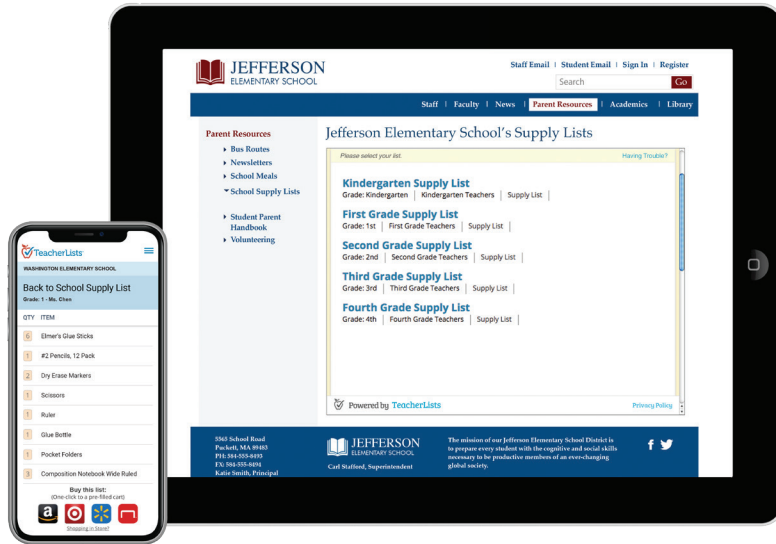 JEFFERSON
ELEMENTARY SCHOOL
Staff Email | Student Email | Sign In | Register
Search Go
Staff | Faculty | News | Parent Resources | Academics | Library
Parent Resources
Bus Routes
Newsletters
School Meals
School Supply Lists
Student Parent
Handbook
Volunteering
Jefferson Elementary School's Supply Lists
Please select your list. Having Trouble?
Kindergarten Supply List
Grade: Kindergarten | Kindergarten Teachers | Supply List |
First Grade Supply List
Grade: 1st | First Grade Teachers | Supply List |
Second Grade Supply List
Grade: 2nd | Second Grade Teachers | Supply List |
Third Grade Supply List
Grade: 3rd | Third Grade Teachers | Supply List |
Fourth Grade Supply List
Grade: 4th | Fourth Grade Teachers | Supply List |
Powered by TeacherLists Privacy Policy
5565 School Road
Puckett, MA 89485
PH: 584-555-8493
FX: 584-555-8494
Katie Smith, Principal
JEFFERSON
ELEMENTARY SCHOOL
Carl Stafford, Superintendent
The mission of our Jefferson Elementary School District is
to prepare every student with the cognitive and social skills
necessary to be productive members of an ever-changing
global society.
TeacherLists
WASHINGTON ELEMENTARY SCHOOL
Back to School Supply List
Grade: 1 - Ms. Chen
QTY ITEM
6 Elmer's Glue Sticks
1 #2 Pencils, 12 Pack
2 Dry Erase Markers
1 Scissors
1 Ruler
1 Glue Bottle
1 Pocket Folders
3 Composition Notebook Wide Ruled
Buy this list:
(One-click to a pre-filled cart)
Shopping in Store?